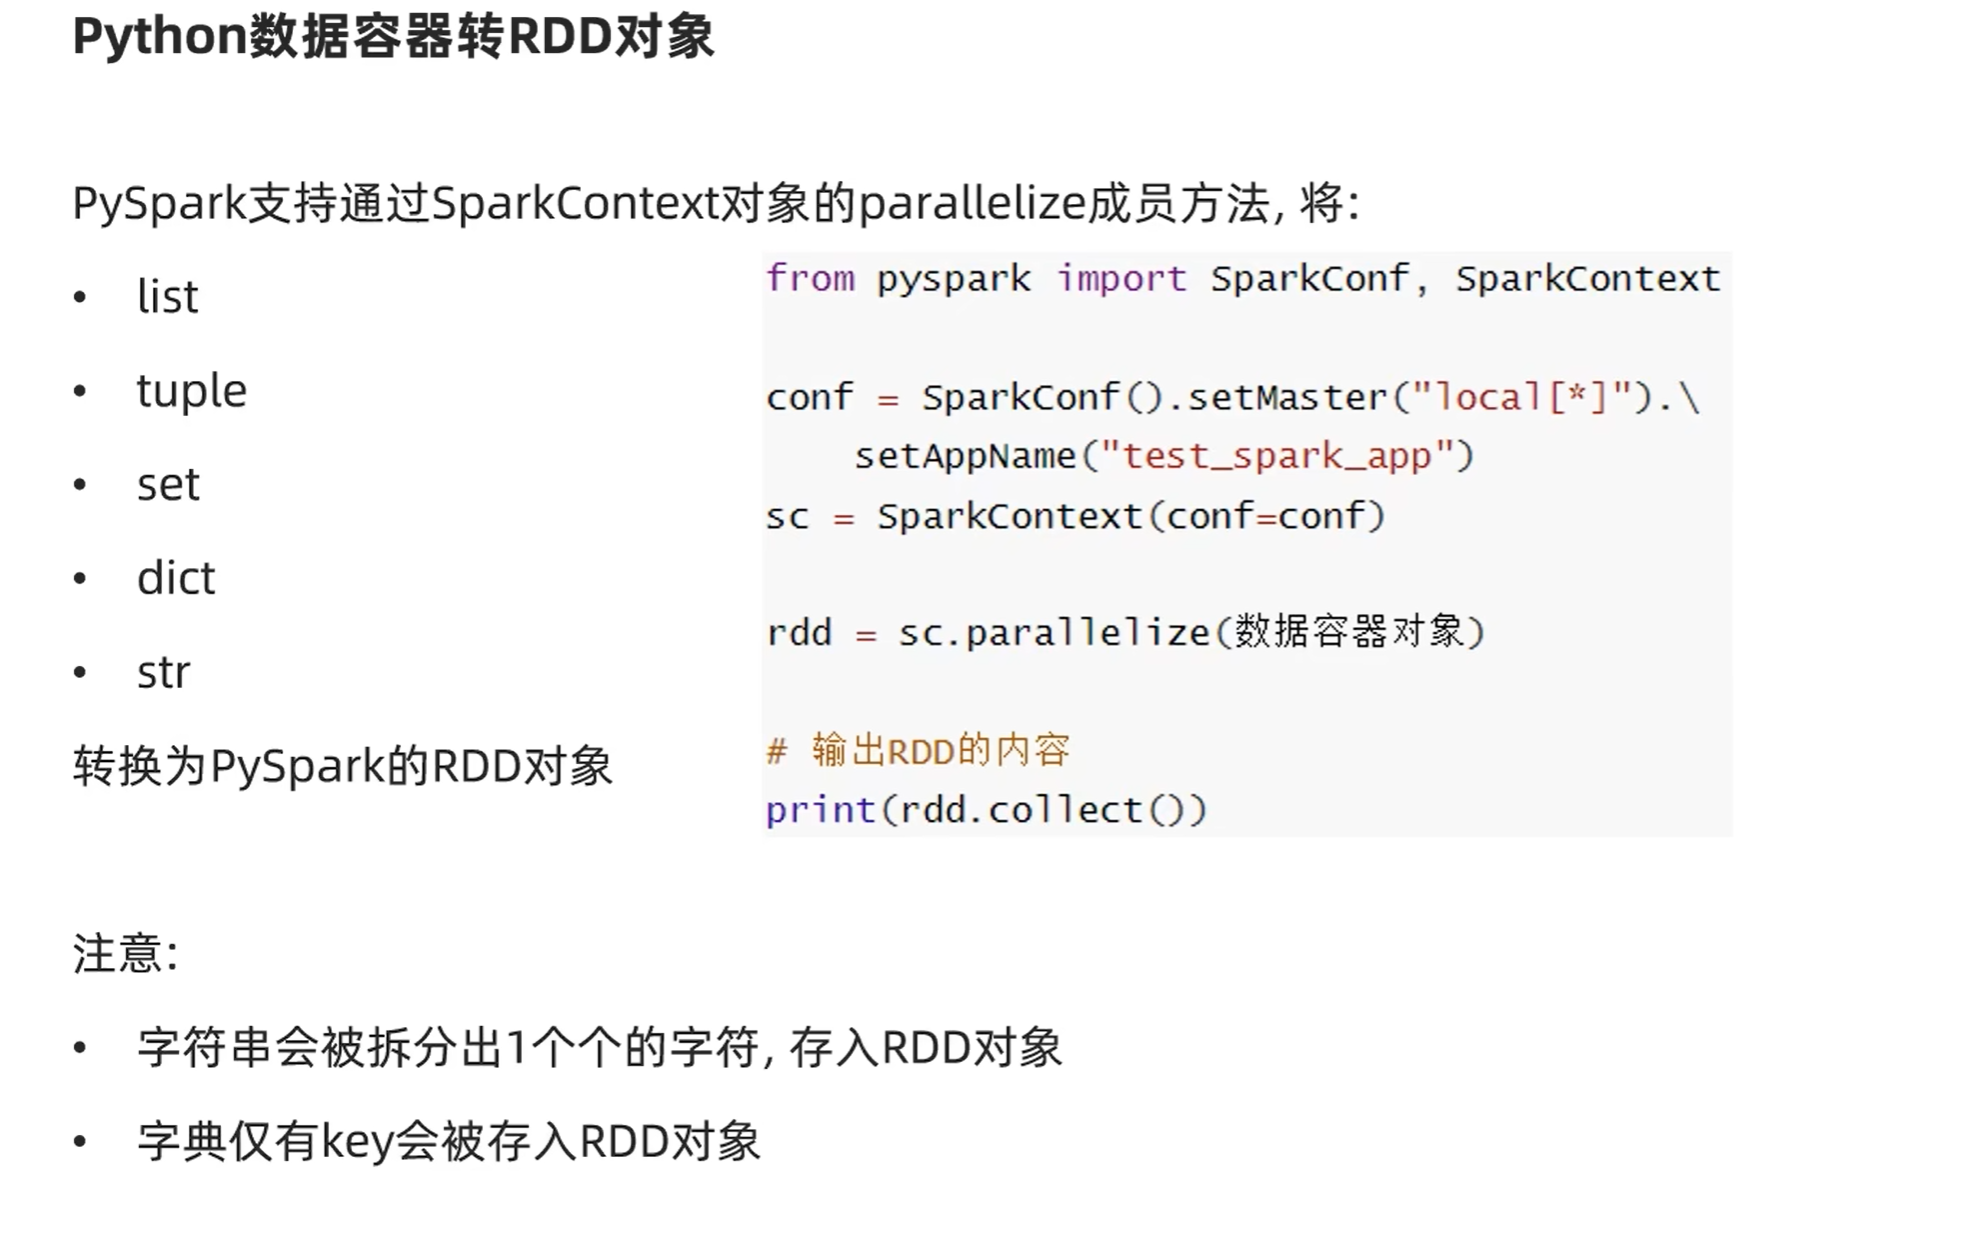 Python数据容器转RDD对象
PySpark支持通过SparkContext对象的parallelize成员方法, 将:
• list
• tuple
• set
• dict
• str
转换为PySpark的RDD对象
from pyspark import SparkConf, SparkContext
conf = SparkConf().setMaster("local[*]").\
    setAppName("test_spark_app")
sc = SparkContext(conf=conf)
rdd = sc.parallelize(数据容器对象)
# 输出RDD的内容
print(rdd.collect())
注意:
• 字符串会被拆分出1个个的字符, 存入RDD对象
• 字典仅有key会被存入RDD对象